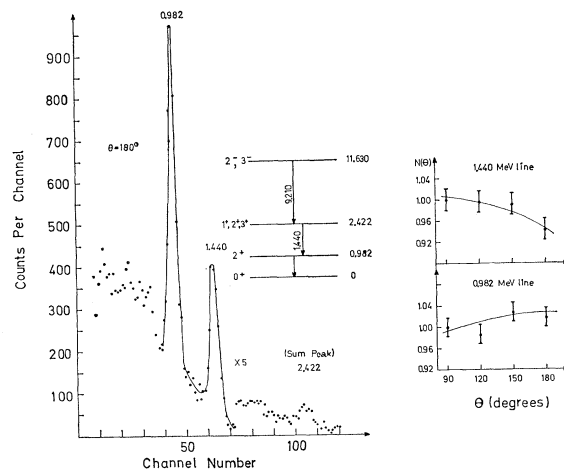 0.982
900
800
700
600
500
400
300
200
100
Counts Per Channel
θ=180°
1.440
X5
(Sum Peak)
2,422
50
100
Channel Number
2⁻, 3⁻ 11,630
9,210
1⁺, 2⁺, 3⁺ 2,422
1,440
2⁺ 0.982
0⁺ 0
N(θ)
1,440 MeV line
1.04
1.00
0.96
0.92
0.982 MeV line
1.04
1.00
0.96
0.92
90 120 150 180
θ (degrees)